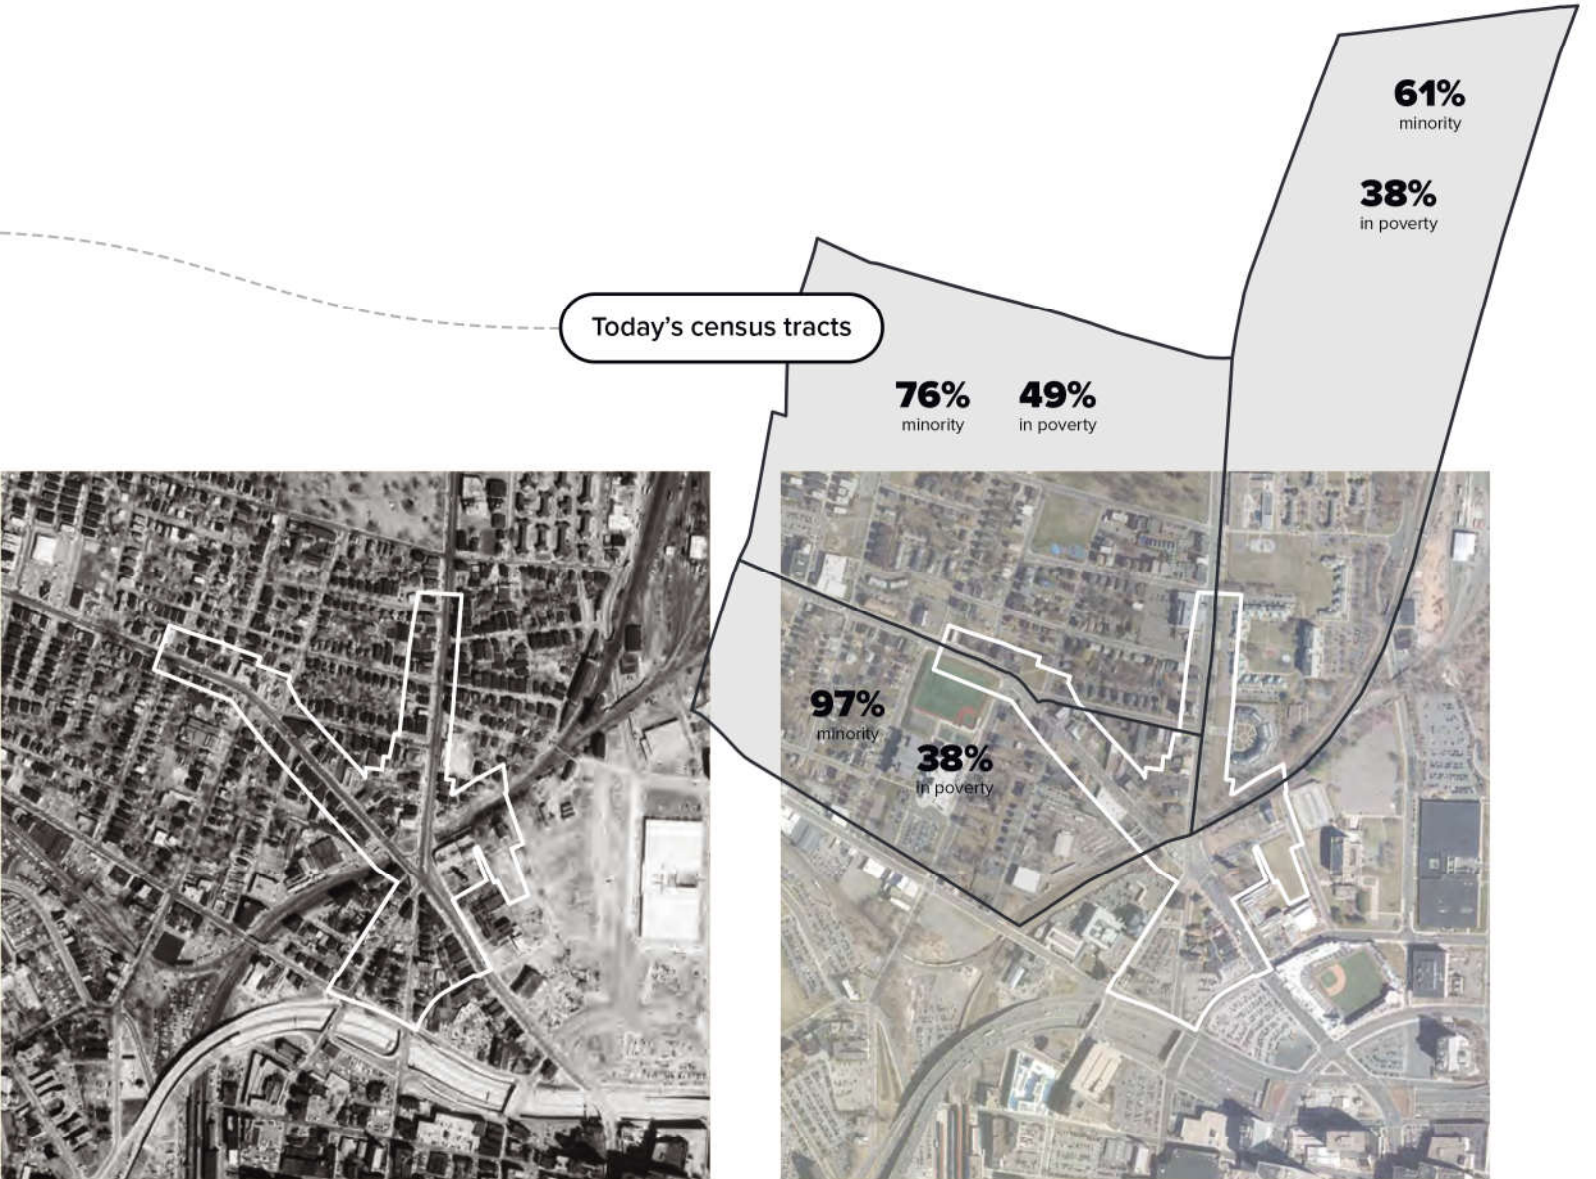 61%
minority
38%
in poverty
Today’s census tracts
76%
minority
49%
in poverty
97%
minority
38%
in poverty